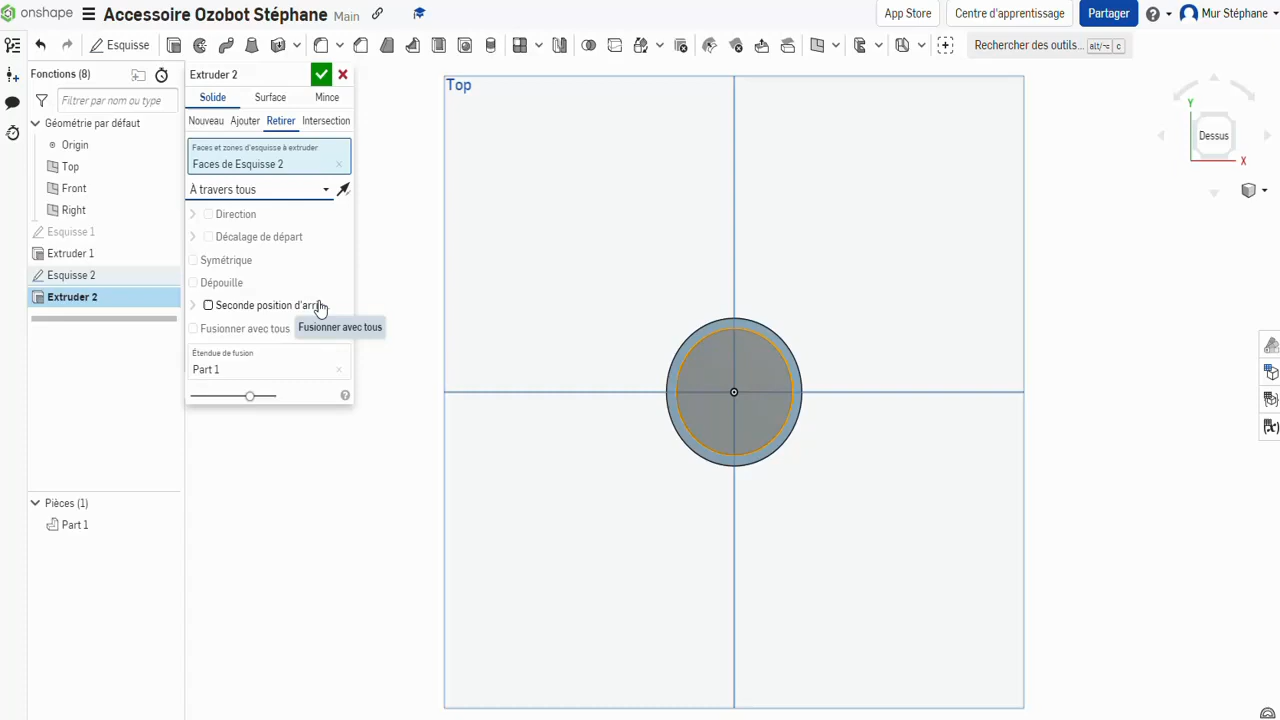 onshape Accessoire Ozobot Stéphane Main App Store Centre d'apprentissage Partager Mur Stéphane
Esquisse Rechercher des outils... alt/⌥ c
Fonctions (8)
Filtrer par nom ou type
Géométrie par défaut
Origin
Top
Front
Right
Esquisse 1
Extruder 1
Esquisse 2
Extruder 2
Pièces (1)
Part 1
Extruder 2
Solide Surface Mince
Nouveau Ajouter Retirer Intersection
Faces et zones d'esquisse à extruder
Faces de Esquisse 2
À travers tous
Direction
Décalage de départ
Symétrique
Dépouille
Seconde position d'arri
Fusionner avec tous
Fusionner avec tous
Étendue de fusion
Part 1
Top
Y
Dessus
X